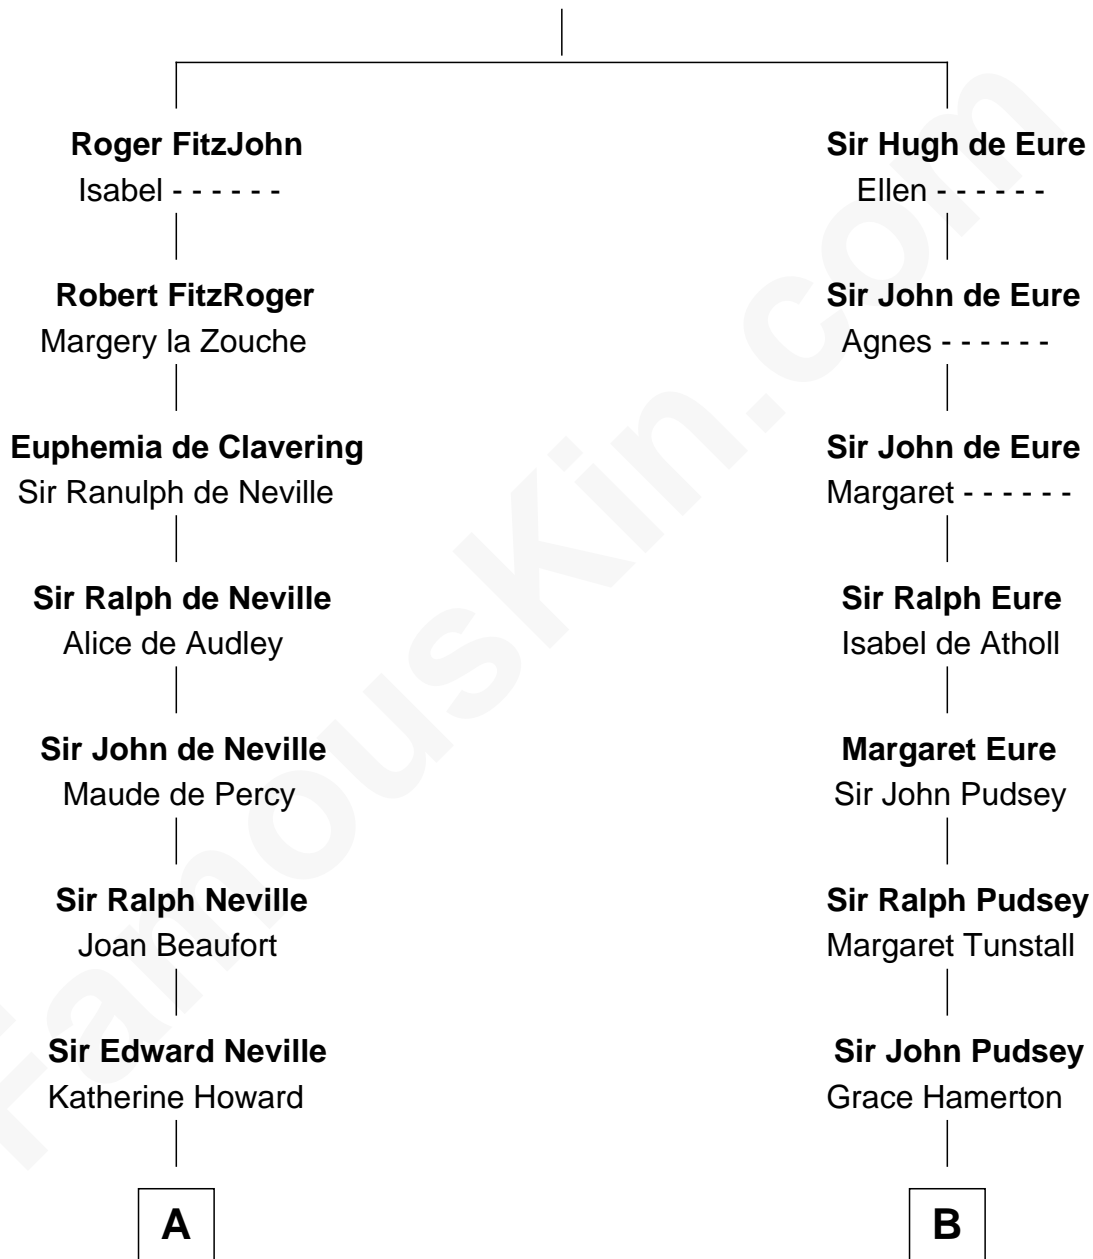 Roger FitzJohn
Isabel - - - - - -
Robert FitzRoger
Margery la Zouche
Euphemia de Clavering
Sir Ranulph de Neville
Sir Ralph de Neville
Alice de Audley
Sir John de Neville
Maude de Percy
Sir Ralph Neville
Joan Beaufort
Sir Edward Neville
Katherine Howard
A
Sir Hugh de Eure
Ellen - - - - - -
Sir John de Eure
Agnes - - - - - -
Sir John de Eure
Margaret - - - - - -
Sir Ralph Eure
Isabel de Atholl
Margaret Eure
Sir John Pudsey
Sir Ralph Pudsey
Margaret Tunstall
Sir John Pudsey
Grace Hamerton
B
FamousKin.com